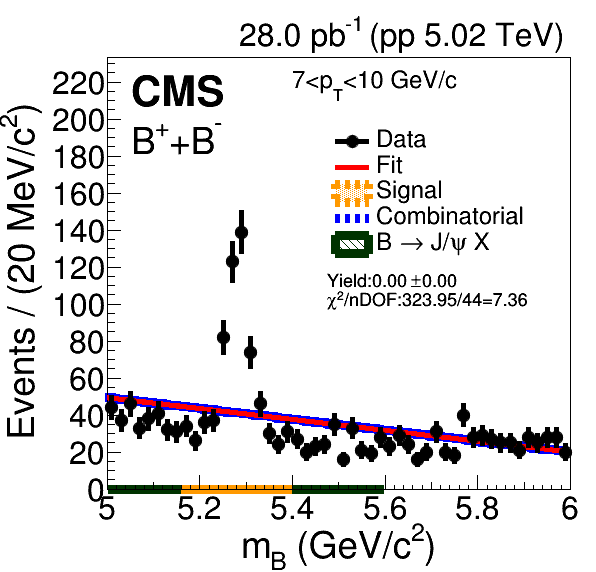 28.0 pb⁻¹ (pp 5.02 TeV)
CMS
7<p_T<10 GeV/c
B⁺+B⁻
Data
Fit
Signal
Combinatorial
B → J/ψ X
Yield:0.00 ±0.00
χ²/nDOF:323.95/44=7.36
Events / (20 MeV/c²)
220
200
180
160
140
120
100
80
60
40
20
0
5 5.2 5.4 5.6 5.8 6
m_B (GeV/c²)